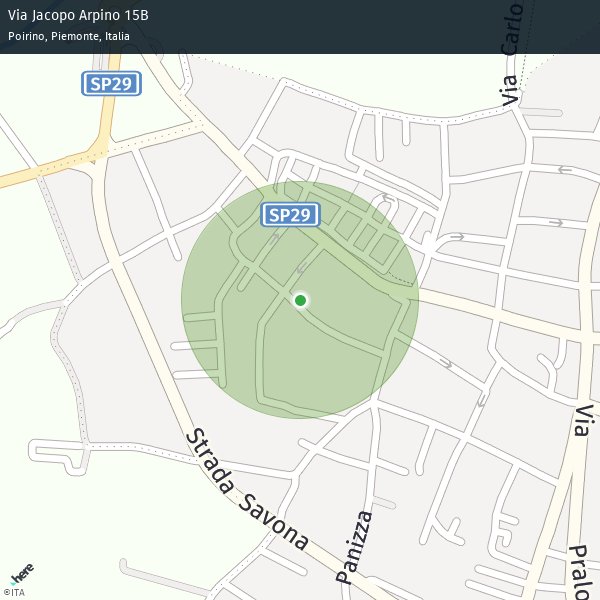 Via Jacopo Arpino 15B
Poirino, Piemonte, Italia
Via Carlo
SP29
SP29
Strada Savona
Via Pralo
Panizza
here
©ITA